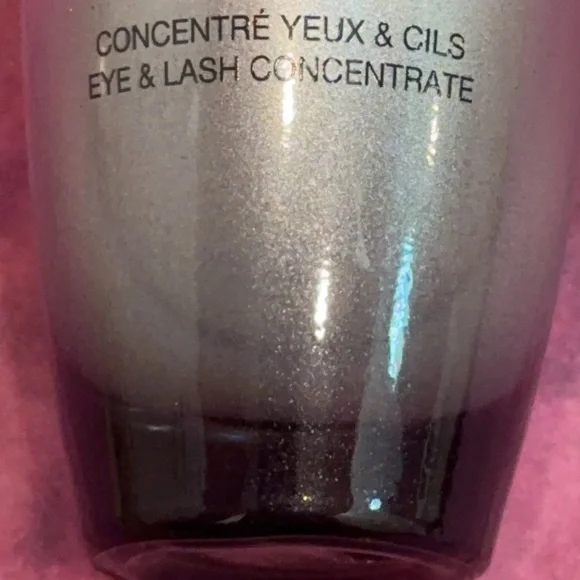 CONCENTRÉ YEUX & CILS
EYE & LASH CONCENTRATE